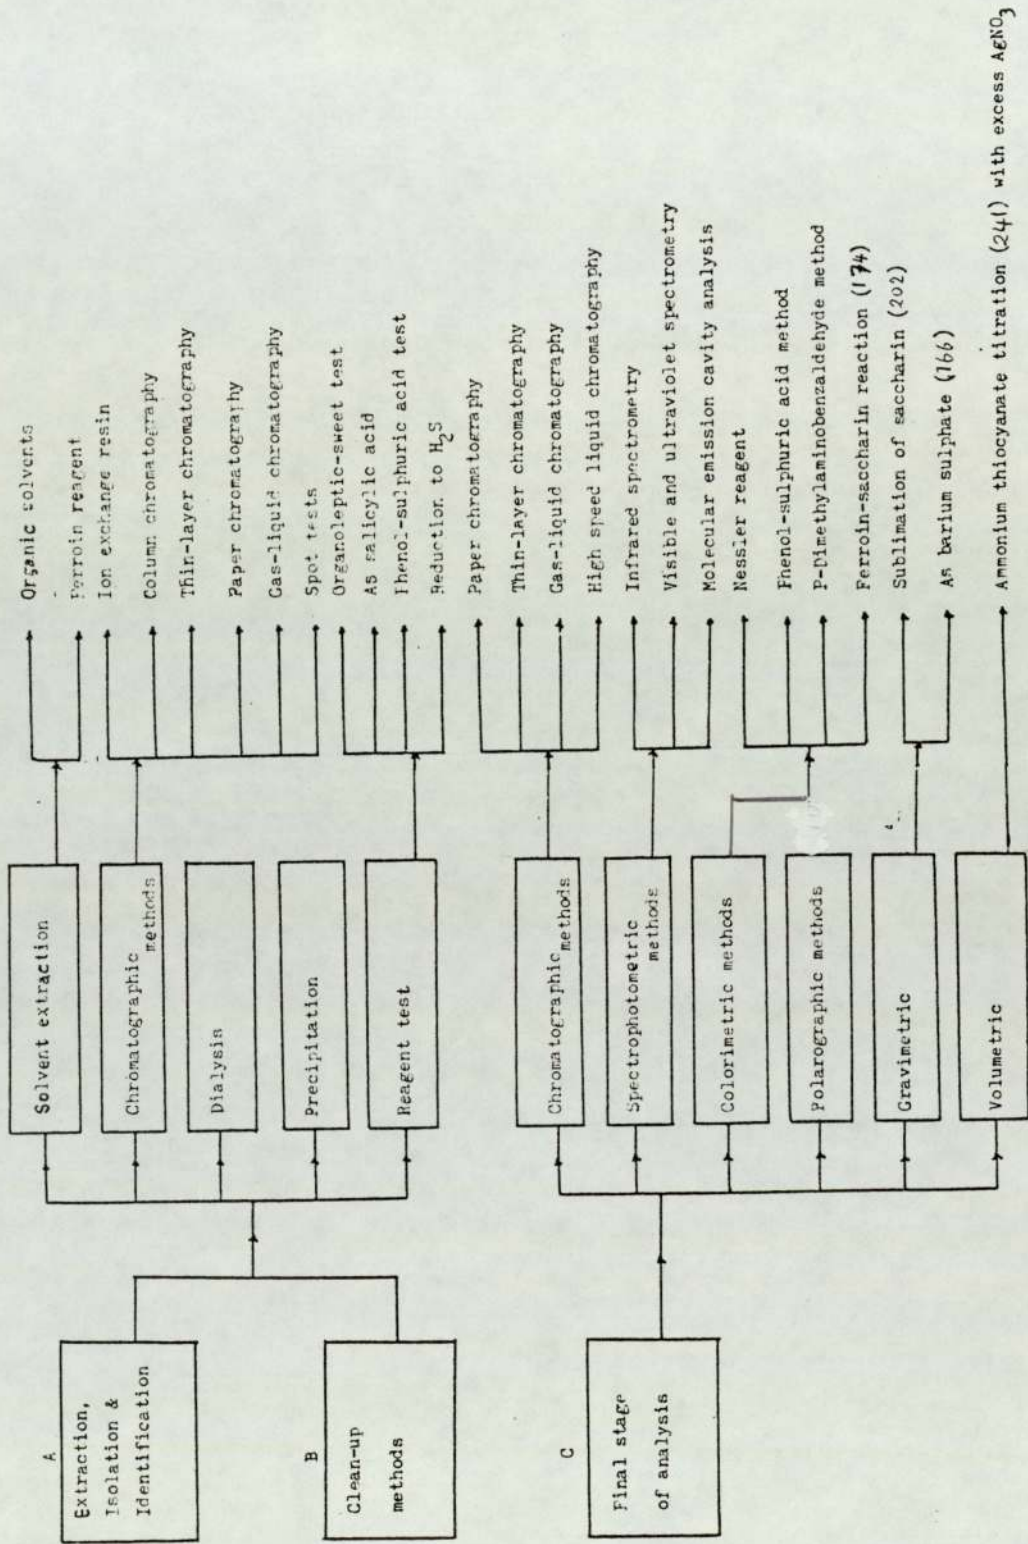 A
Extraction,
Isolation &
Identification
B
Clean-up
methods
C
Final stage
of analysis
Solvent extraction
Chromatographic
methods
Dialysis
Precipitation
Reagent test
Chromatographic
methods
Spectrophotometric
methods
Colorimetric methods
Polarographic methods
Gravimetric
Volumetric
Organic solvents
Ferroin reagent
Ion exchange resin
Column chromatography
Thin-layer chromatography
Paper chromatography
Gas-liquid chromatography
Spot tests
Organoleptic-sweet test
As salicylic acid
Phenol-sulphuric acid test
Reduction to H₂S
Paper chromatography
Thin-layer chromatography
Gas-liquid chromatography
High speed liquid chromatography
Infrared spectrometry
Visible and ultraviolet spectrometry
Molecular emission cavity analysis
Nessler reagent
Phenol-sulphuric acid method
P-Dimethylaminobenzaldehyde method
Ferroin-saccharin reaction (174)
Sublimation of saccharin (202)
As barium sulphate (166)
Ammonium thiocyanate titration (241) with excess AgNO₃